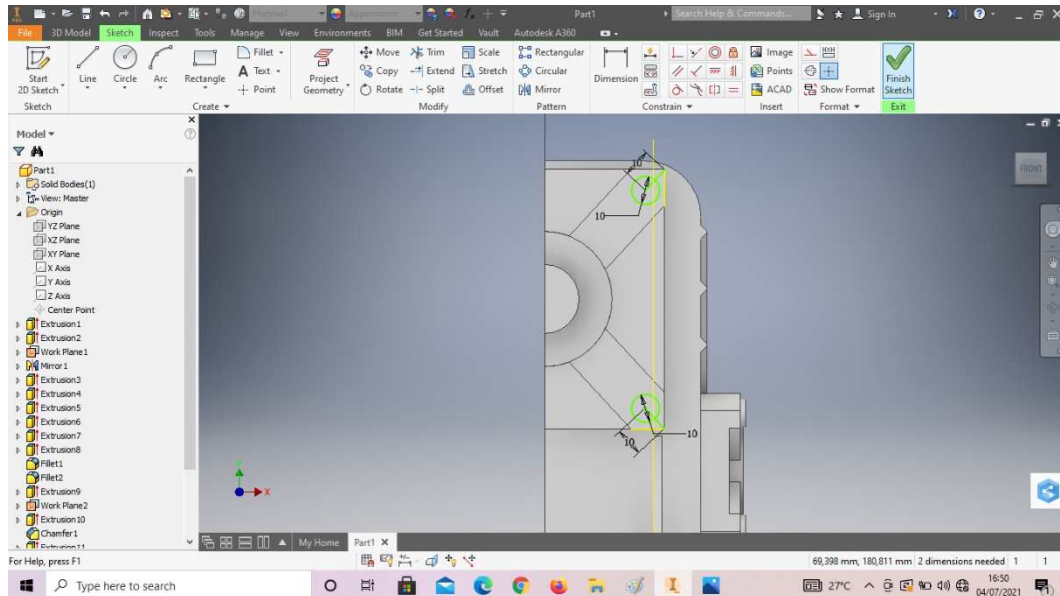 Material
Appearance
Part1
Search Help & Commands...
Sign In
File 3D Model Sketch Inspect Tools Manage View Environments BIM Get Started Vault Autodesk A360
Start
2D Sketch
Line
Circle
Arc
Rectangle
Fillet
Text
Point
Project
Geometry
Move Trim Scale
Copy Extend Stretch
Rotate Split Offset
Rectangular
Circular
Mirror
Dimension
Image
Points
ACAD
Show Format
Finish
Sketch
Sketch Create Modify Pattern Constrain Insert Format Exit
Model
Part1
Solid Bodies(1)
View: Master
Origin
YZ Plane
XZ Plane
XY Plane
X Axis
Y Axis
Z Axis
Center Point
Extrusion1
Extrusion2
Work Plane1
Mirror1
Extrusion3
Extrusion4
Extrusion5
Extrusion6
Extrusion7
Extrusion8
Fillet1
Fillet2
Extrusion9
Work Plane2
Extrusion10
Chamfer1
Extrusion11
FRONT
10
10
10
10
X
My Home Part1
For Help, press F1
69,398 mm, 180,811 mm 2 dimensions needed 1 1
Type here to search
27°C
16:50
04/07/2021